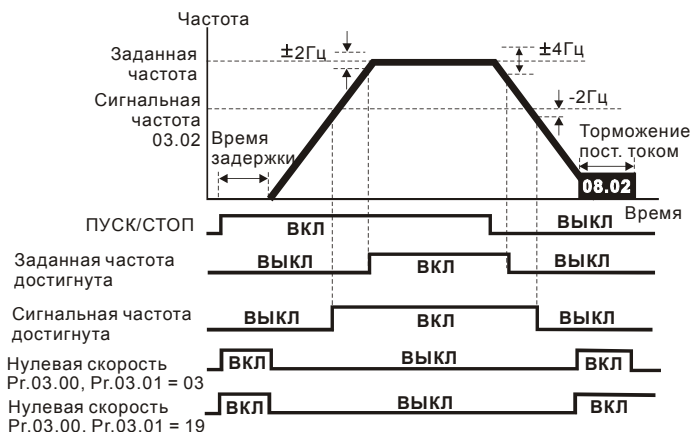 Частота
Заданная
частота
±2Гц
±4Гц
Сигнальная
частота
03.02
-2Гц
Время
задержки
Торможение
пост. током
08.02
Время
ПУСК/СТОП
ВКЛ
ВЫКЛ
Заданная частота
достигнута
ВЫКЛ
ВКЛ
ВЫКЛ
Сигнальная частота
достигнута
ВЫКЛ
ВКЛ
ВЫКЛ
Нулевая скорость
Pr.03.00, Pr.03.01 = 03
ВКЛ
ВЫКЛ
ВКЛ
Нулевая скорость
Pr.03.00, Pr.03.01 = 19
ВКЛ
ВЫКЛ
ВКЛ